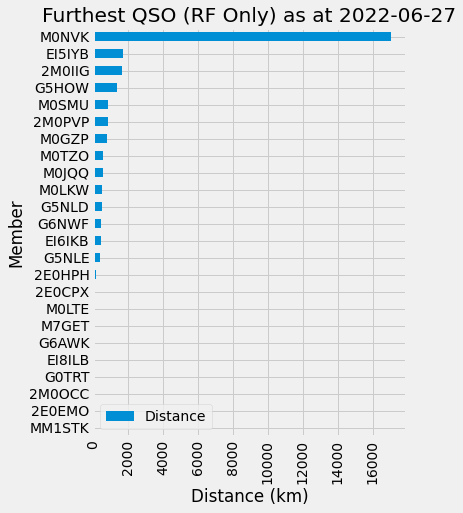 Furthest QSO (RF Only) as at 2022-06-27
M0NVK
EI5IYB
2M0IIG
G5HOW
M0SMU
2M0PVP
M0GZP
M0TZO
M0JQQ
M0LKW
G5NLD
G6NWF
EI6IKB
G5NLE
2E0HPH
2E0CPX
M0LTE
M7GET
G6AWK
EI8ILB
G0TRT
2M0OCC
2E0EMO
MM1STK
Member
Distance
0
2000
4000
6000
8000
10000
12000
14000
16000
Distance (km)